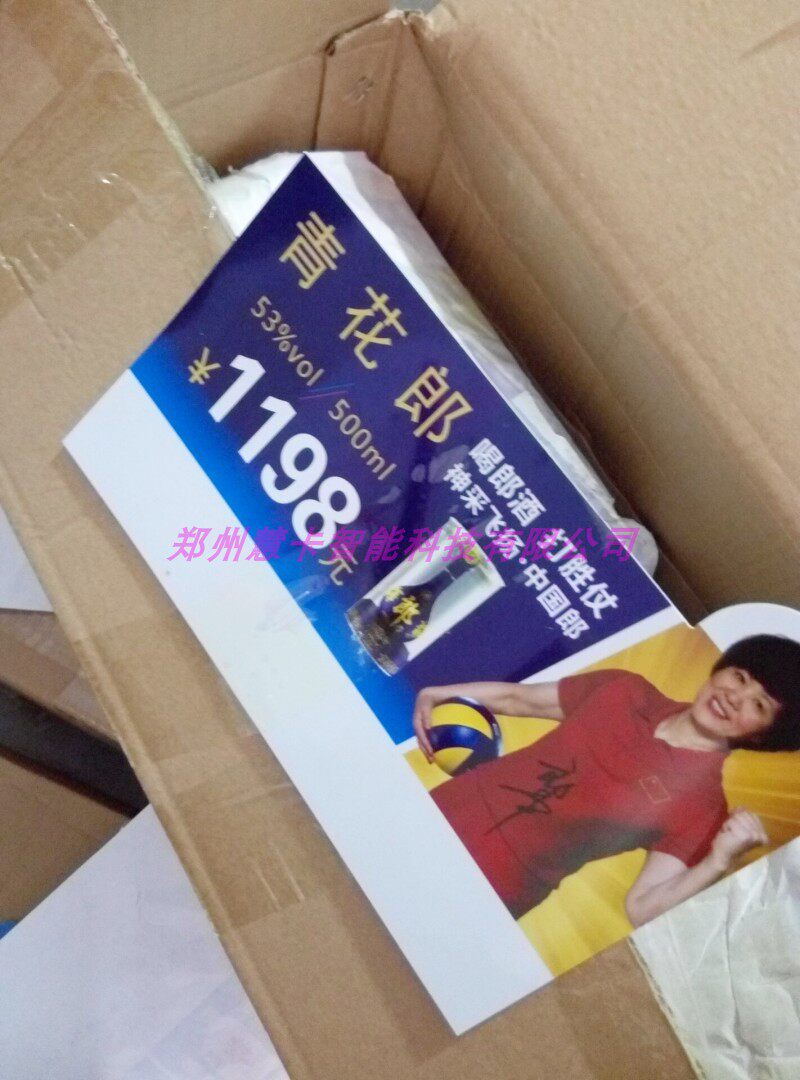 青花郎
53%vol / 500ml
¥1198元
喝郎酒 打胜仗
神采飞扬·中国郎
郑州慧卡智能科技有限公司